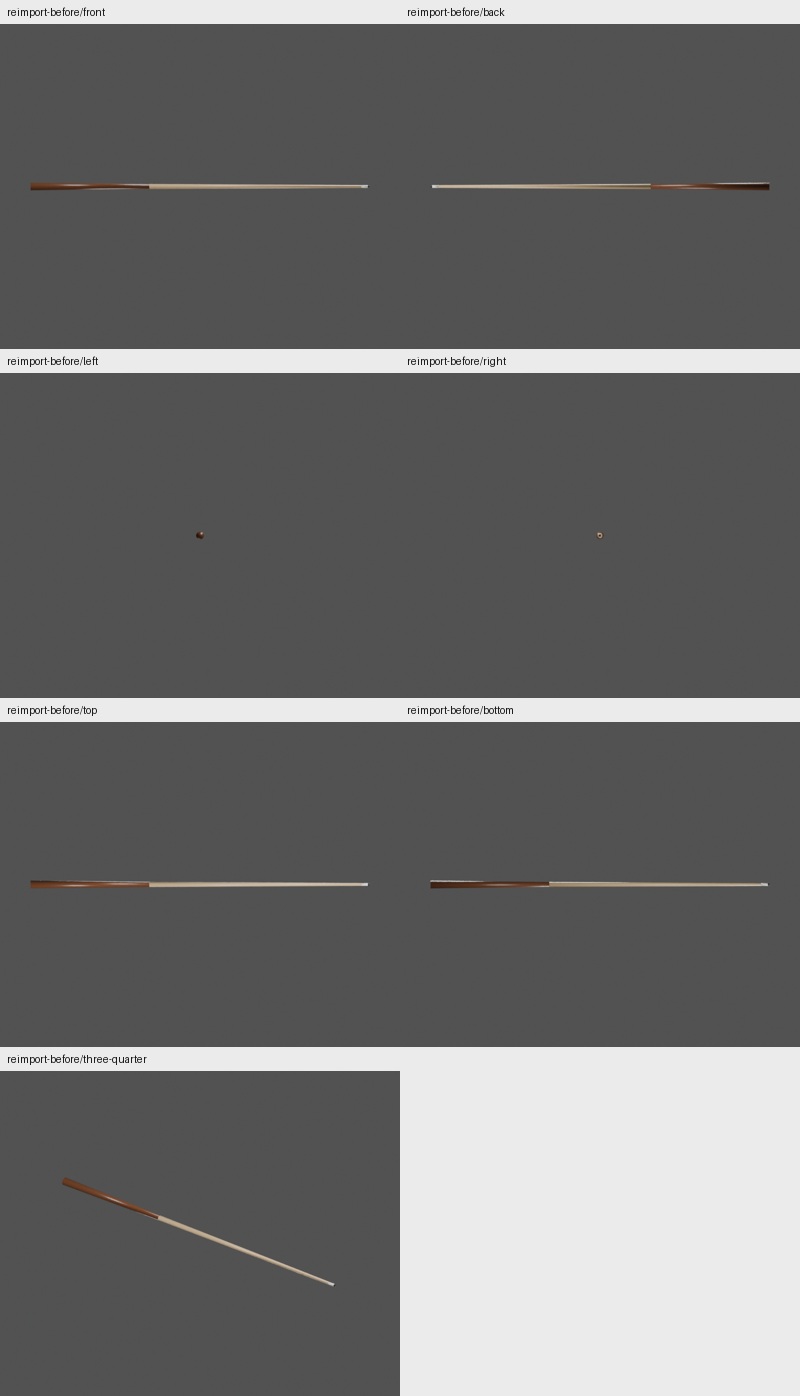 reimport-before/front
reimport-before/back
reimport-before/left
reimport-before/right
reimport-before/top
reimport-before/bottom
reimport-before/three-quarter